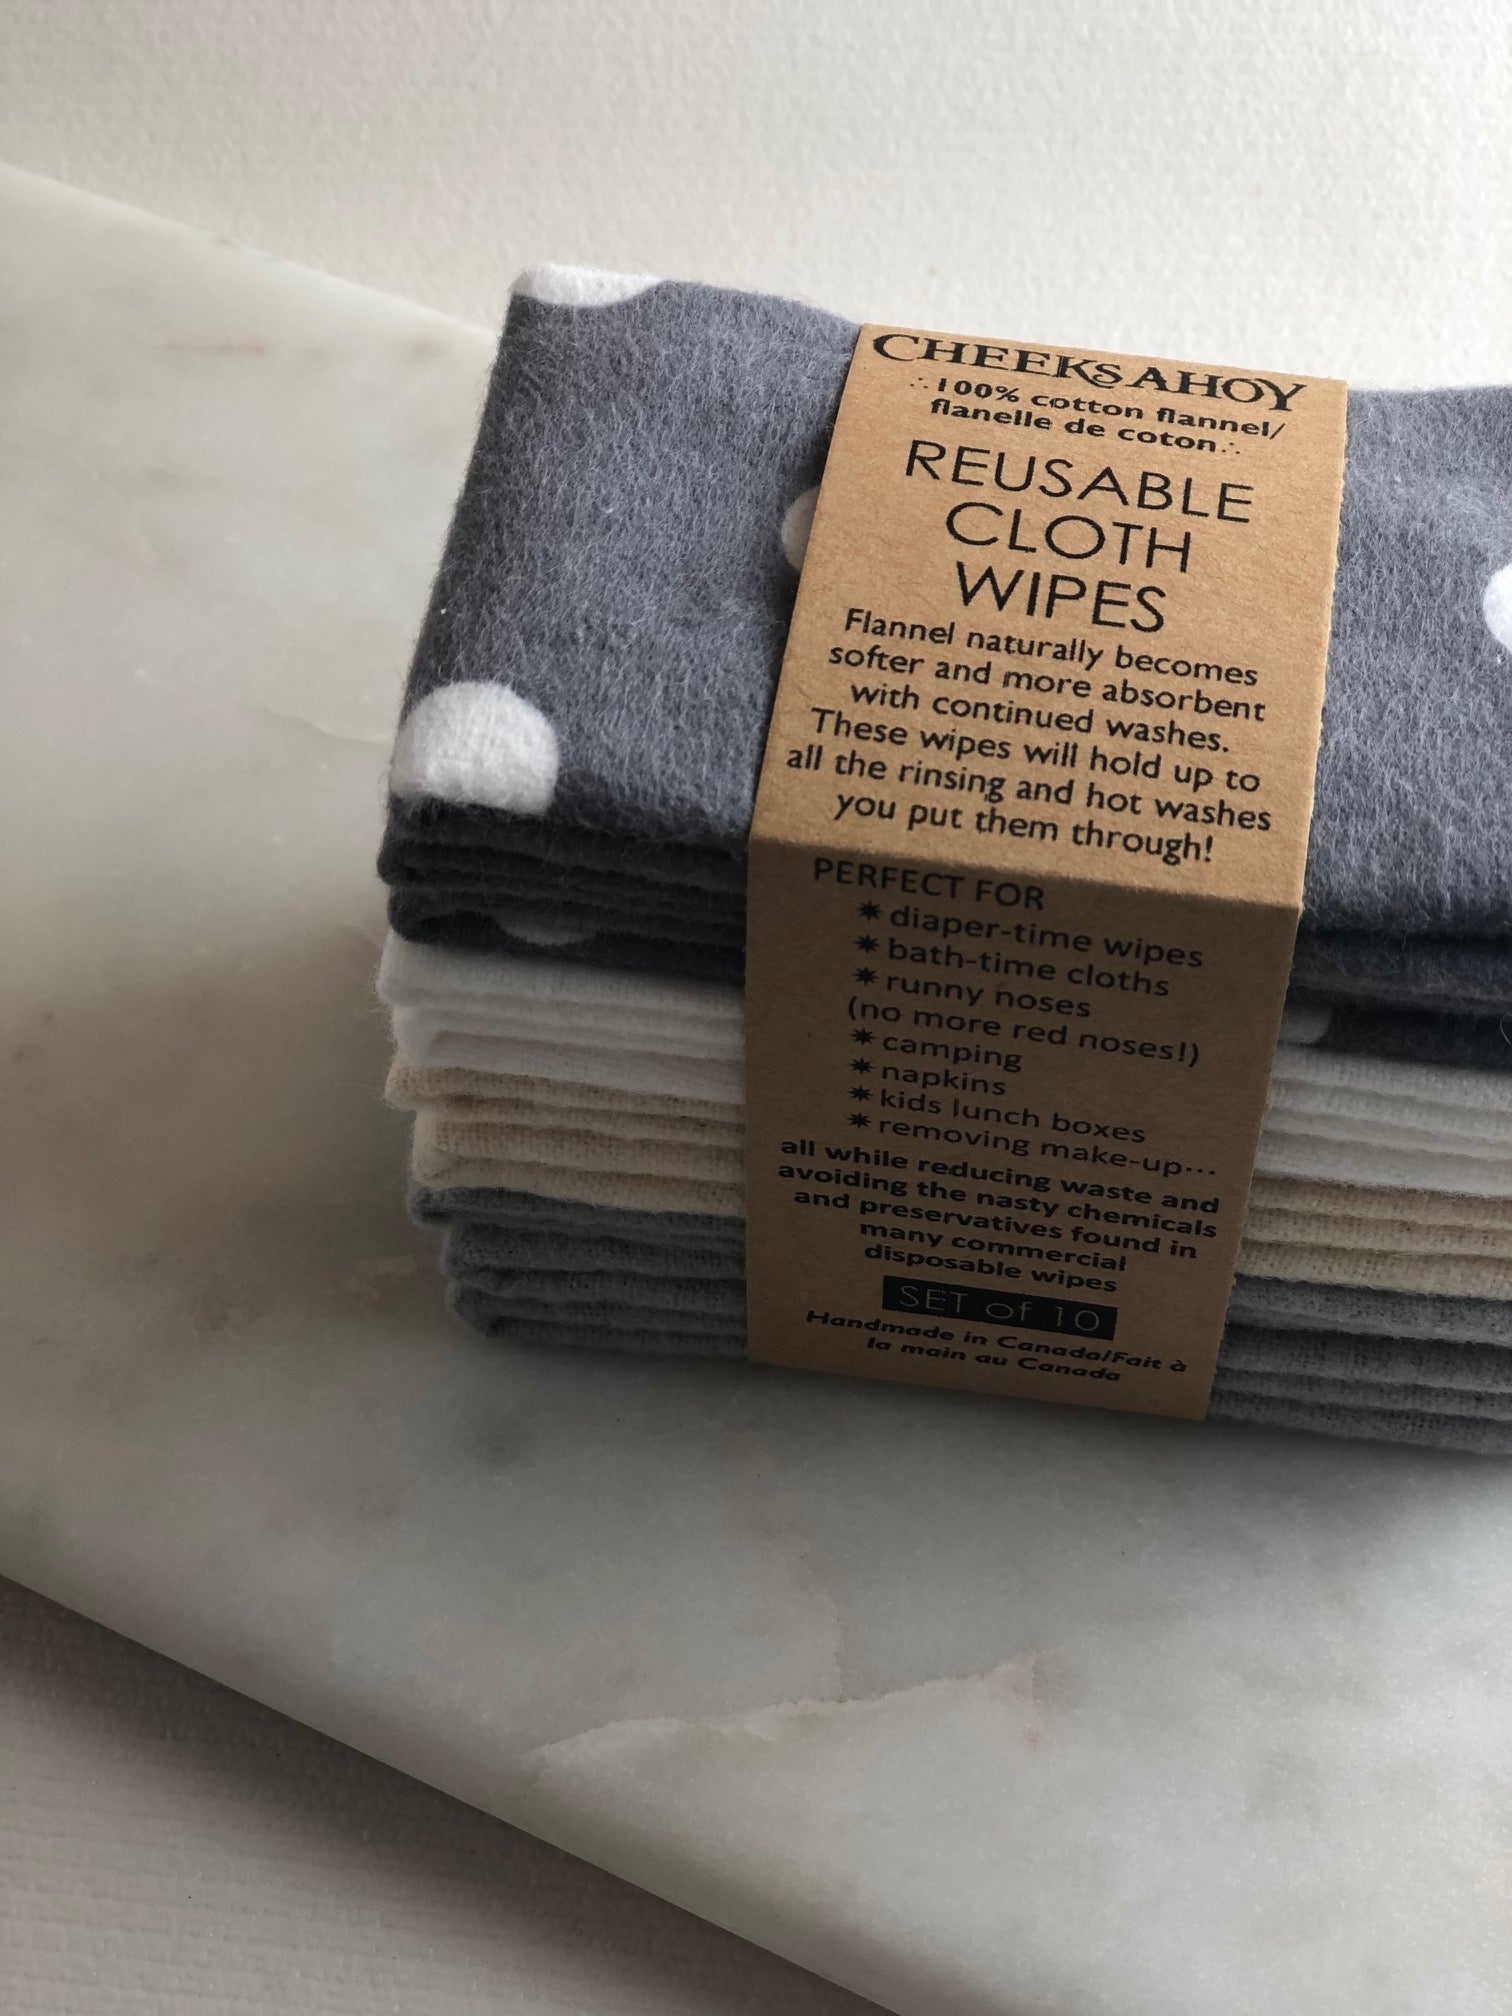 CHEEKS AHOY
∴100% cotton flannel/
flanelle de coton∴
REUSABLE
CLOTH
WIPES
Flannel naturally becomes
softer and more absorbent
with continued washes.
These wipes will hold up to
all the rinsing and hot washes
you put them through!
PERFECT FOR
✷ diaper-time wipes
✷ bath-time cloths
✷ runny noses
(no more red noses!)
✷ camping
✷ napkins
✷ kids lunch boxes
✷ removing make-up...
all while reducing waste and
avoiding the nasty chemicals
and preservatives found in
many commercial
disposable wipes
SET of 10
Handmade in Canada/Fait à
la main au Canada